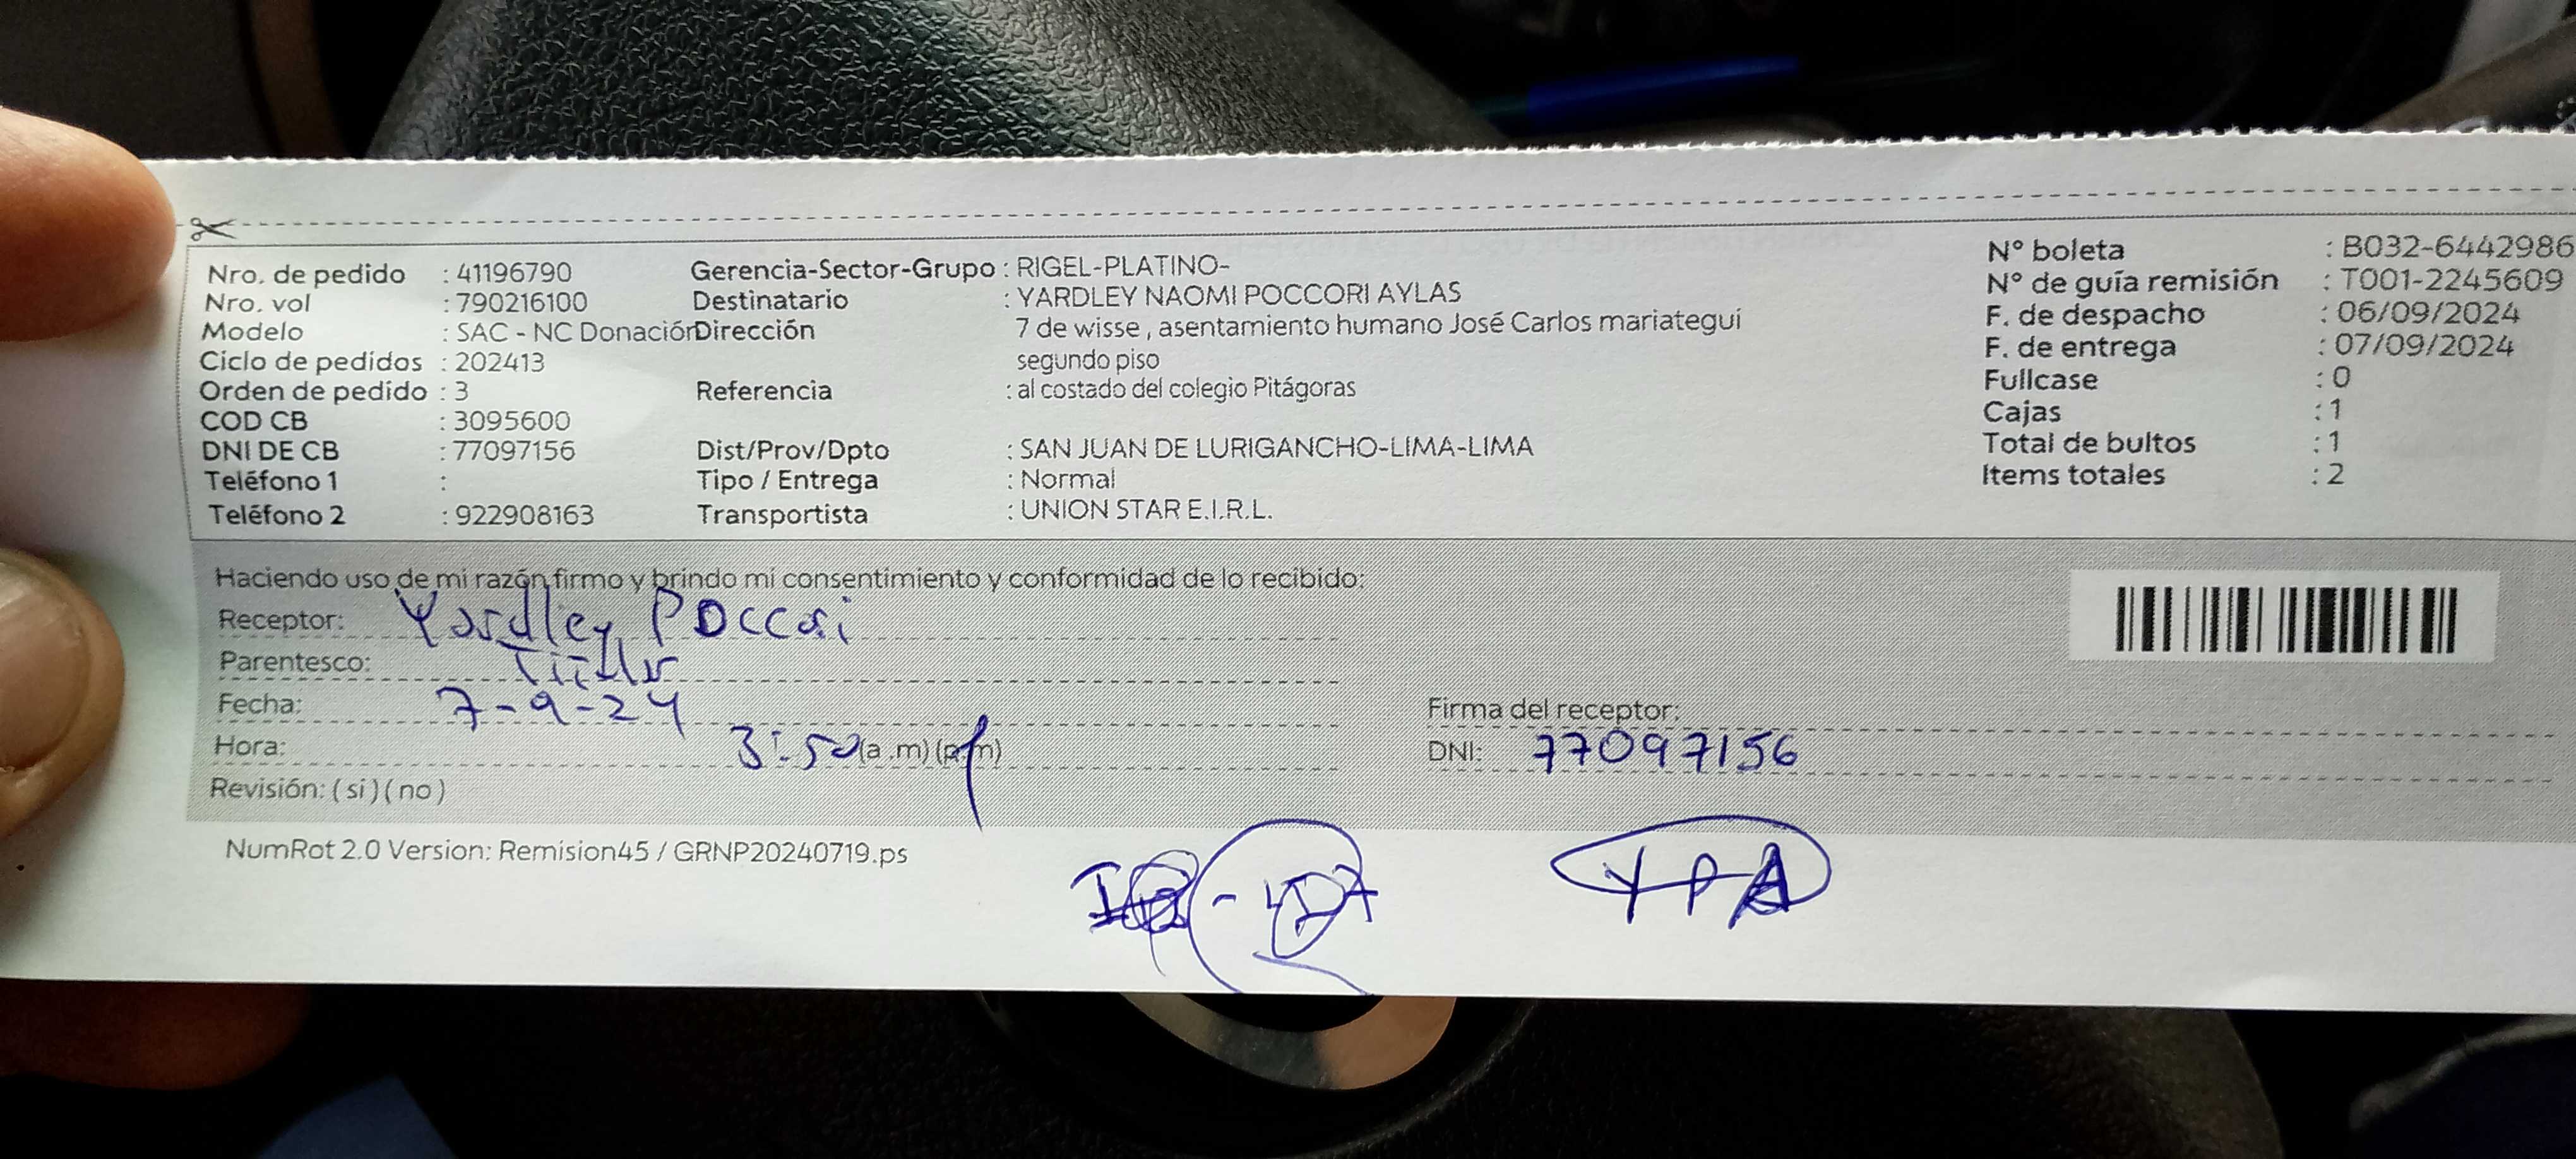 Nro. de pedido : 41196790 Gerencia-Sector-Grupo : RIGEL-PLATINO- N° boleta : B032-6442986
Nro. vol : 790216100 Destinatario : YARDLEY NAOMI POCCORI AYLAS N° de guía remisión : T001-2245609
Modelo : SAC - NC Donación Dirección 7 de wisse , asentamiento humano José Carlos mariateguí F. de despacho : 06/09/2024
Ciclo de pedidos : 202413 segundo piso F. de entrega : 07/09/2024
Orden de pedido : 3 Referencia : al costado del colegio Pitágoras Fullcase : 0
COD CB : 3095600 Cajas : 1
DNI DE CB : 77097156 Dist/Prov/Dpto : SAN JUAN DE LURIGANCHO-LIMA-LIMA Total de bultos : 1
Teléfono 1 : Tipo / Entrega : Normal Items totales : 2
Teléfono 2 : 922908163 Transportista : UNION STAR E.I.R.L.
Haciendo uso de mi razón firmo y brindo mi consentimiento y conformidad de lo recibido:
Receptor: Yardley Poccori
Parentesco: Titular
Fecha: 7-9-24 Firma del receptor:
Hora: 3:50 (a .m) (p.m) DNI: 77097156
Revisión: ( si ) ( no )
NumRot 2.0 Version: Remision45 / GRNP20240719.ps
YPA